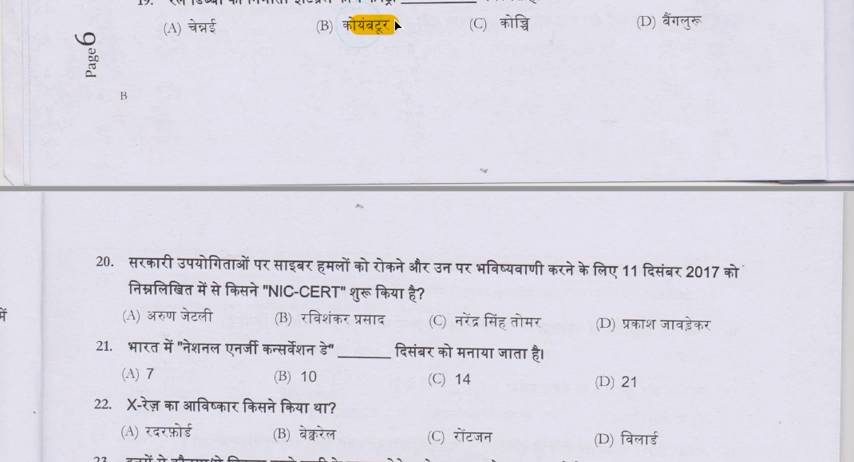 (A) चेन्नई (B) कोयंबटूर (C) कोच्चि (D) बैंगलुरू
Page 6
B
20. सरकारी उपयोगिताओं पर साइबर हमलों को रोकने और उन पर भविष्यवाणी करने के लिए 11 दिसंबर 2017 को
निम्नलिखित में से किसने "NIC-CERT" शुरू किया है?
(A) अरुण जेटली (B) रविशंकर प्रसाद (C) नरेंद्र सिंह तोमर (D) प्रकाश जावड़ेकर
में
21. भारत में "नेशनल एनर्जी कन्सर्वेशन डे" ______ दिसंबर को मनाया जाता है।
(A) 7 (B) 10 (C) 14 (D) 21
22. X-रेज़ का आविष्कार किसने किया था?
(A) रदरफ़ोर्ड (B) बेक्वरेल (C) रोंटजन (D) विलार्ड